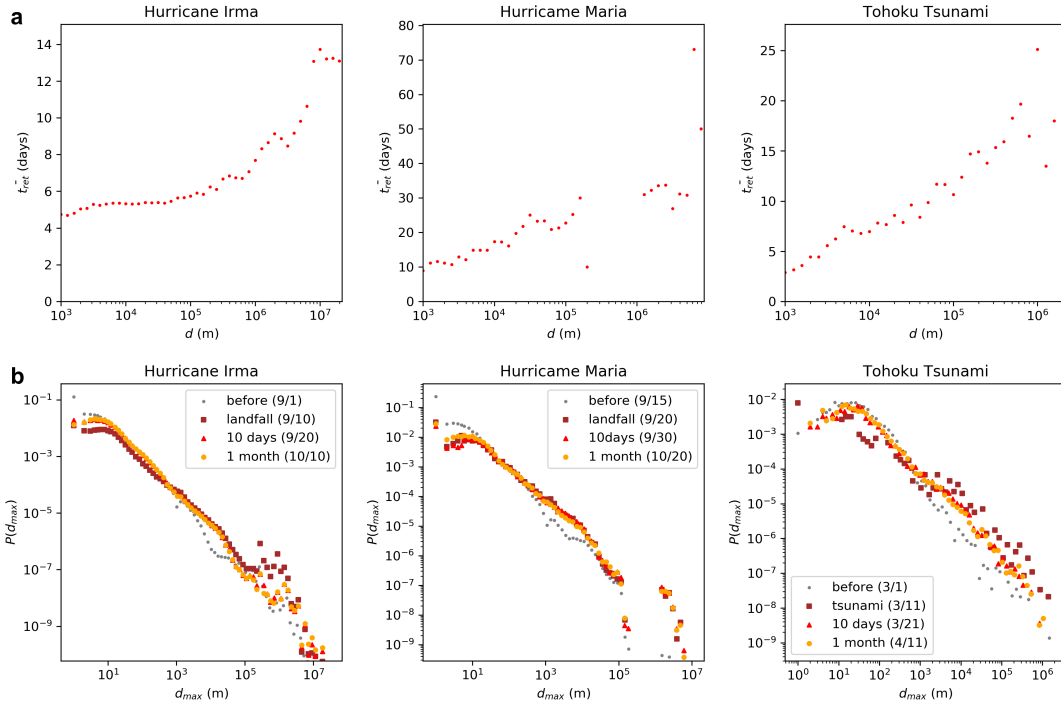 a
Hurricane Irma
Hurricame Maria
Tohoku Tsunami
14
12
10
8
6
4
2
0
10^3 10^4 10^5 10^6 10^7
d (m)
t_ret^- (days)
80
70
60
50
40
30
20
10
0
10^3 10^4 10^5 10^6
d (m)
t_ret^- (days)
25
20
15
10
5
0
10^3 10^4 10^5 10^6
d (m)
t_ret^- (days)
b
Hurricane Irma
Hurricame Maria
Tohoku Tsunami
10^-1
10^-3
10^-5
10^-7
10^-9
10^1 10^3 10^5 10^7
d_max (m)
P(d_max)
before (9/1)
landfall (9/10)
10 days (9/20)
1 month (10/10)
10^-1
10^-2
10^-3
10^-4
10^-5
10^-6
10^-7
10^-8
10^-9
10^1 10^3 10^5 10^7
d_max (m)
P(d_max)
before (9/15)
landfall (9/20)
10days (9/30)
1 month (10/20)
10^-2
10^-3
10^-4
10^-5
10^-6
10^-7
10^-8
10^-9
10^0 10^1 10^2 10^3 10^4 10^5 10^6
d_max (m)
P(d_max)
before (3/1)
tsunami (3/11)
10 days (3/21)
1 month (4/11)